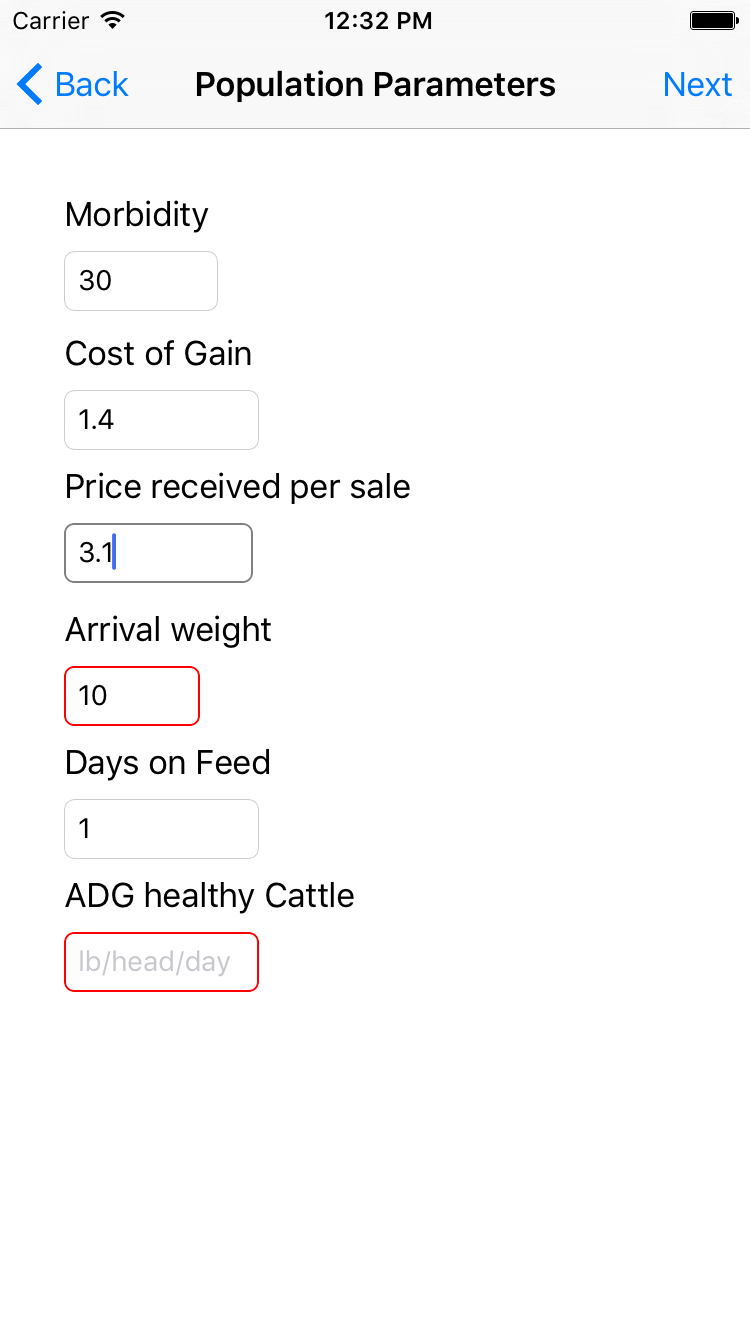 Carrier 12:32 PM
Back Population Parameters Next
Morbidity
30
Cost of Gain
1.4
Price received per sale
3.1
Arrival weight
10
Days on Feed
1
ADG healthy Cattle
lb/head/day